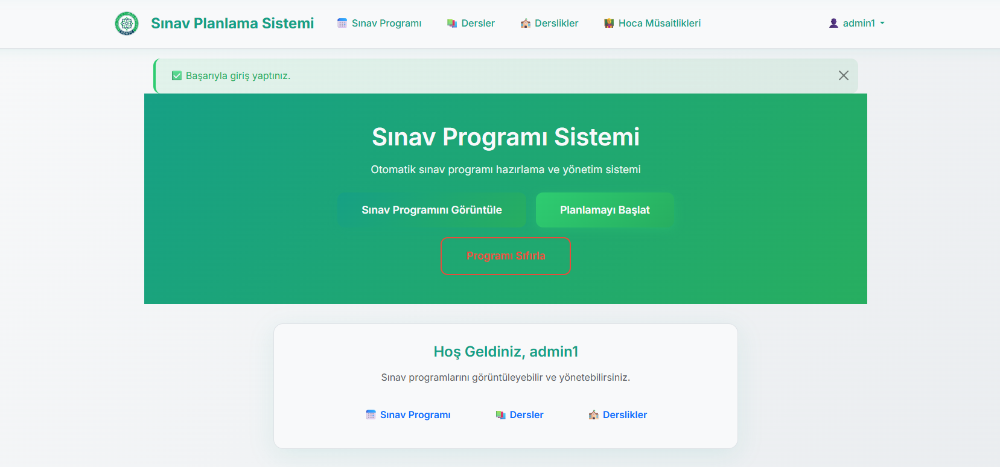 Sınav Planlama Sistemi
Sınav Programı
Dersler
Derslikler
Hoca Müsaitlikleri
admin1
Başarıyla giriş yaptınız.
Sınav Programı Sistemi
Otomatik sınav programı hazırlama ve yönetim sistemi
Sınav Programını Görüntüle
Planlamayı Başlat
Programı Sıfırla
Hoş Geldiniz, admin1
Sınav programlarını görüntüleyebilir ve yönetebilirsiniz.
Sınav Programı
Dersler
Derslikler